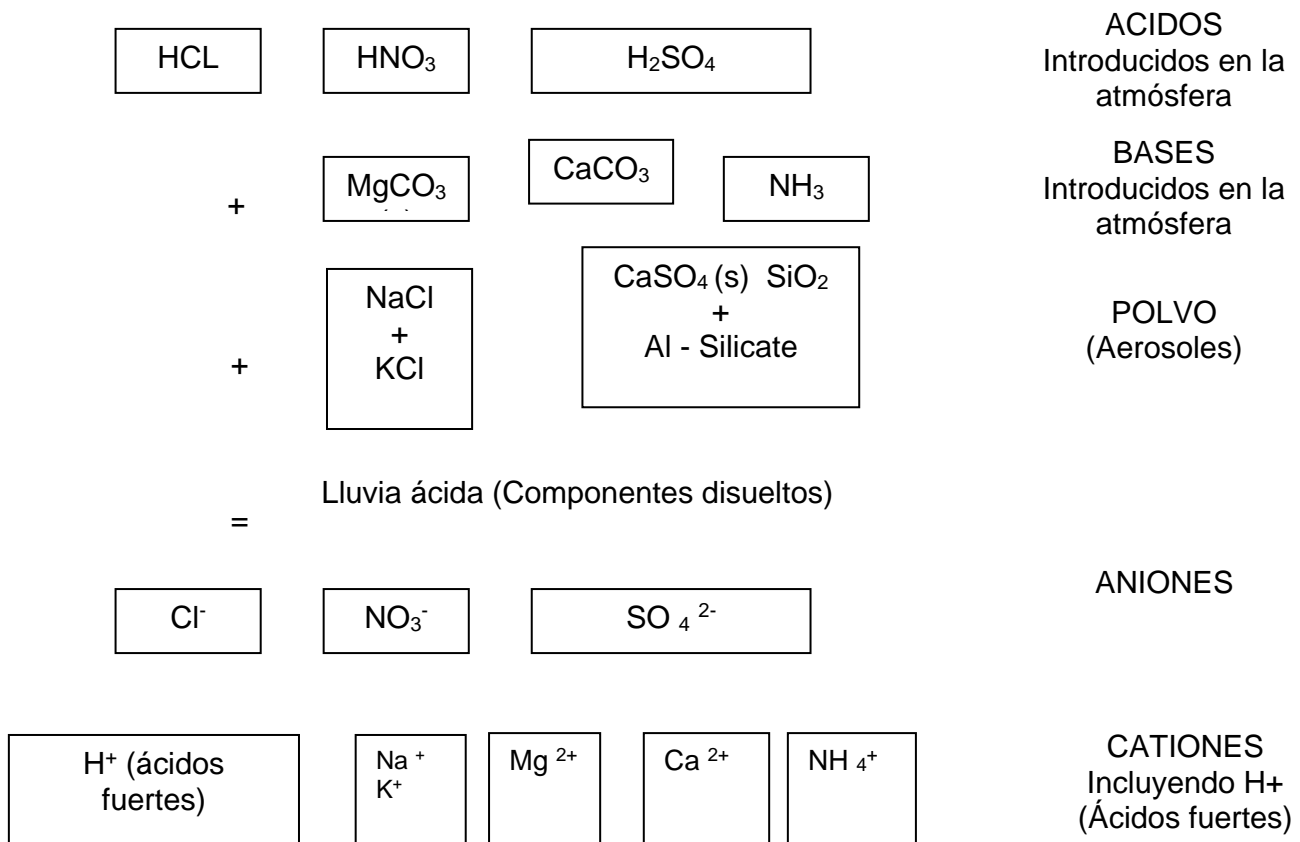 HCL
HNO₃
H₂SO₄
ACIDOS
Introducidos en la
atmósfera
+
MgCO₃
CaCO₃
NH₃
BASES
Introducidos en la
atmósfera
+
NaCl
+
KCl
CaSO₄ (s) SiO₂
+
Al - Silicate
POLVO
(Aerosoles)
Lluvia ácida (Componentes disueltos)
=
Cl⁻
NO₃⁻
SO ₄ ²⁻
ANIONES
H⁺ (ácidos
fuertes)
Na ⁺
K⁺
Mg ²⁺
Ca ²⁺
NH ₄⁺
CATIONES
Incluyendo H+
(Ácidos fuertes)